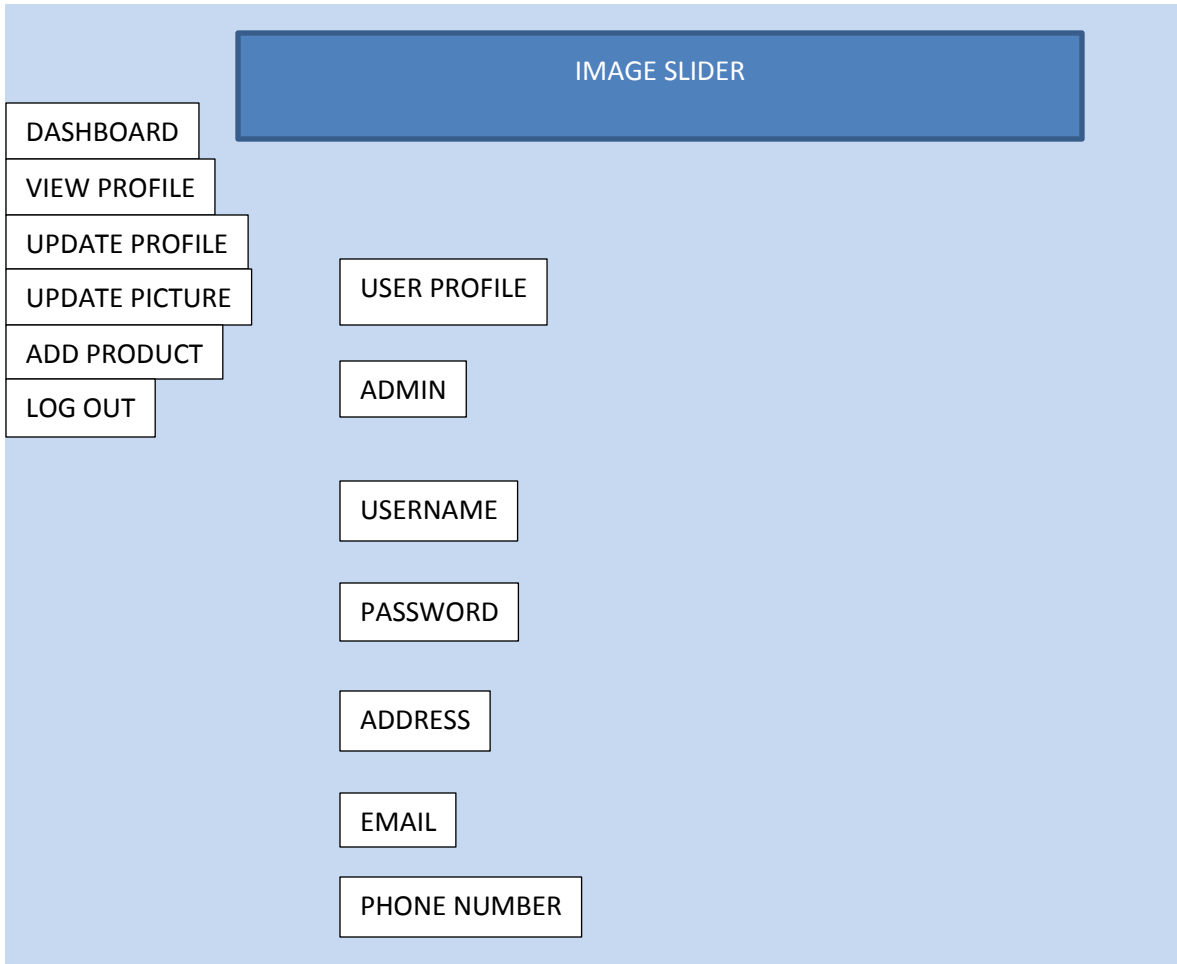 IMAGE SLIDER
DASHBOARD
VIEW PROFILE
UPDATE PROFILE
UPDATE PICTURE
ADD PRODUCT
LOG OUT
USER PROFILE
ADMIN
USERNAME
PASSWORD
ADDRESS
EMAIL
PHONE NUMBER